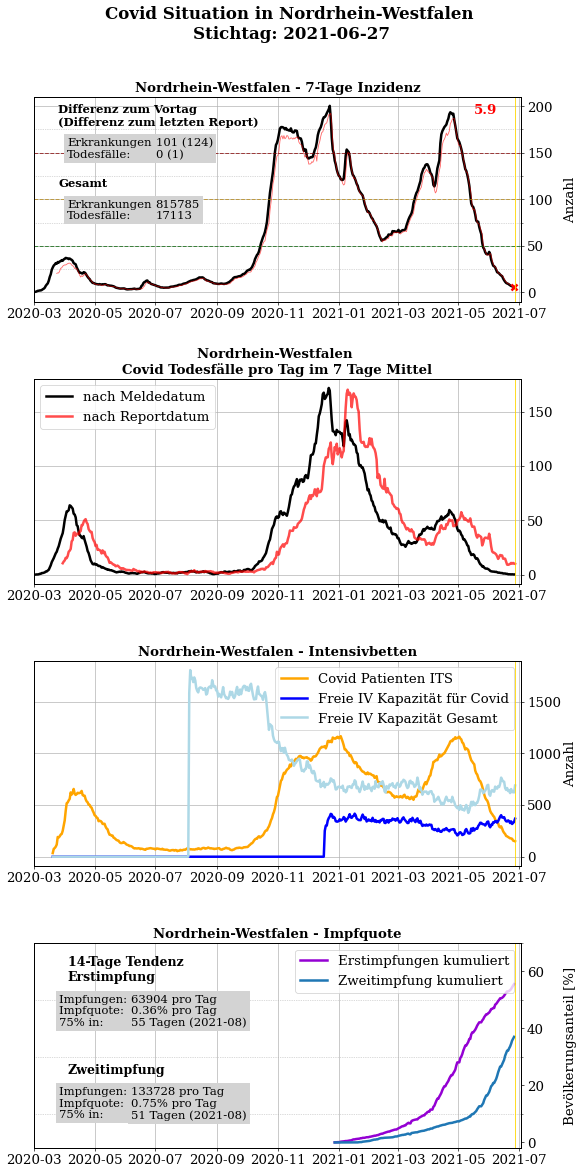 Covid Situation in Nordrhein-Westfalen
Stichtag: 2021-06-27
Nordrhein-Westfalen - 7-Tage Inzidenz
Differenz zum Vortag
(Differenz zum letzten Report)
Erkrankungen 101 (124)
Todesfälle: 0 (1)
Gesamt
Erkrankungen 815785
Todesfälle: 17113
5.9
200
150
100
50
0
Anzahl
2020-03 2020-05 2020-07 2020-09 2020-11 2021-01 2021-03 2021-05 2021-07
Nordrhein-Westfalen
Covid Todesfälle pro Tag im 7 Tage Mittel
nach Meldedatum
nach Reportdatum
150
100
50
0
2020-03 2020-05 2020-07 2020-09 2020-11 2021-01 2021-03 2021-05 2021-07
Nordrhein-Westfalen - Intensivbetten
Covid Patienten ITS
Freie IV Kapazität für Covid
Freie IV Kapazität Gesamt
1500
1000
500
0
Anzahl
2020-03 2020-05 2020-07 2020-09 2020-11 2021-01 2021-03 2021-05 2021-07
Nordrhein-Westfalen - Impfquote
14-Tage Tendenz
Erstimpfung
Impfungen: 63904 pro Tag
Impfquote: 0.36% pro Tag
75% in: 55 Tagen (2021-08)
Zweitimpfung
Impfungen: 133728 pro Tag
Impfquote: 0.75% pro Tag
75% in: 51 Tagen (2021-08)
Erstimpfungen kumuliert
Zweitimpfung kumuliert
60
40
20
0
Bevölkerungsanteil [%]
2020-03 2020-05 2020-07 2020-09 2020-11 2021-01 2021-03 2021-05 2021-07